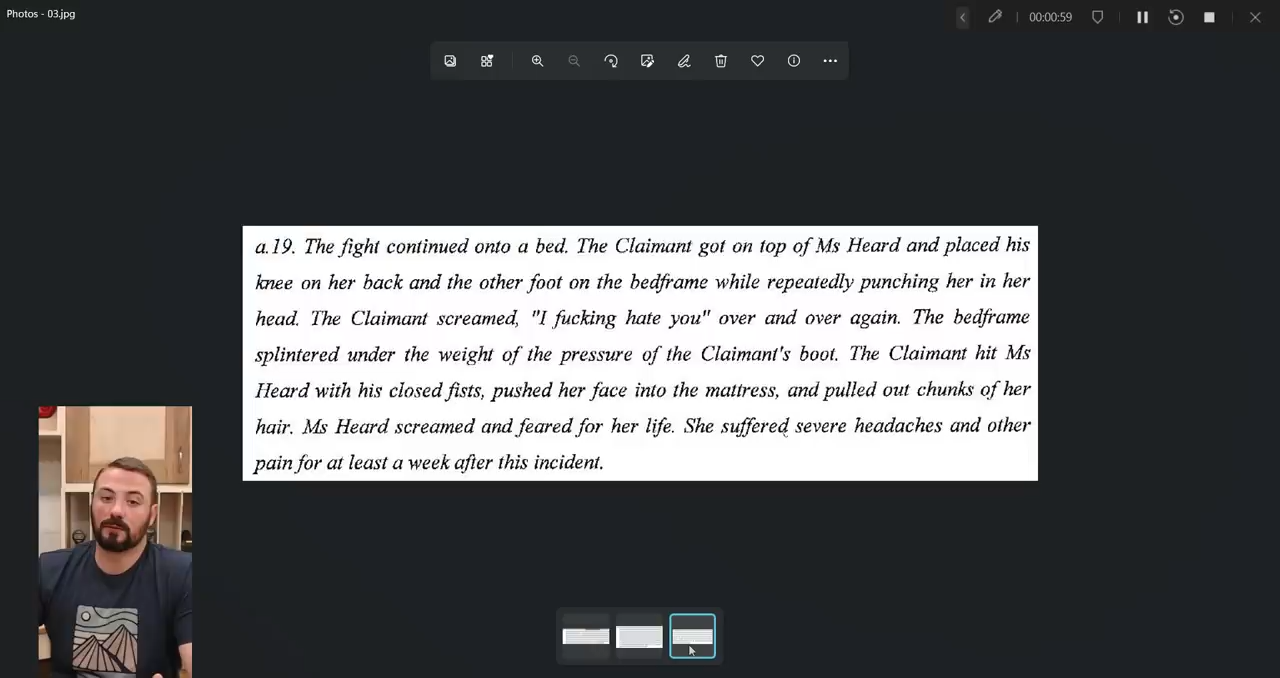 Photos - 03.jpg
00:00:59
a.19. The fight continued onto a bed. The Claimant got on top of Ms Heard and placed his
knee on her back and the other foot on the bedframe while repeatedly punching her in her
head. The Claimant screamed, "I fucking hate you" over and over again. The bedframe
splintered under the weight of the pressure of the Claimant's boot. The Claimant hit Ms
Heard with his closed fists, pushed her face into the mattress, and pulled out chunks of her
hair. Ms Heard screamed and feared for her life. She suffered severe headaches and other
pain for at least a week after this incident.